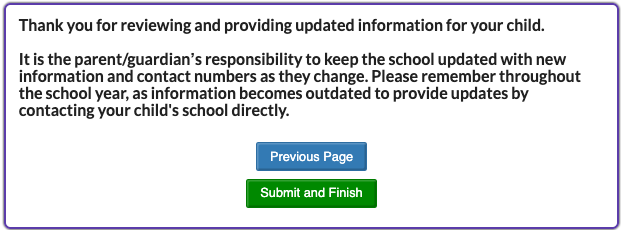 Thank you for reviewing and providing updated information for your child.
It is the parent/guardian's responsibility to keep the school updated with new
information and contact numbers as they change. Please remember throughout
the school year, as information becomes outdated to provide updates by
contacting your child's school directly.
Previous Page
Submit and Finish